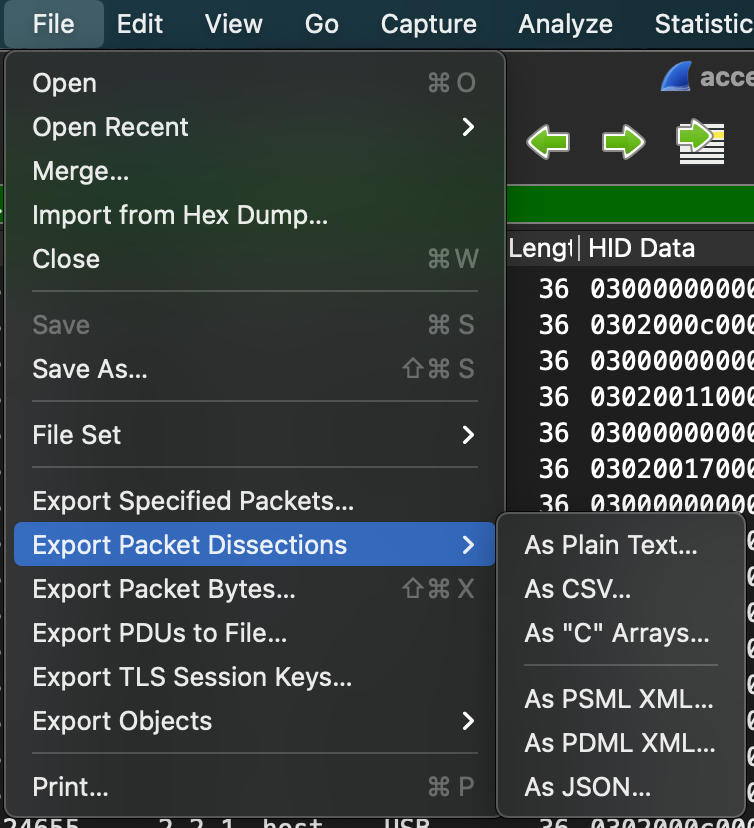 File Edit View Go Capture Analyze Statistic
Open ⌘ O
acce
Open Recent
Merge...
Import from Hex Dump...
Lengt HID Data
Close ⌘ W
36 03000000000
36 0302000c000
Save ⌘ S
36 03000000000
Save As... ⇧⌘ S
36 03020011000
File Set
36 03000000000
36 03020017000
Export Specified Packets...
36 03000000000
Export Packet Dissections
As Plain Text...
Export Packet Bytes... ⇧⌘ X
As CSV...
Export PDUs to File...
As "C" Arrays...
Export TLS Session Keys...
As PSML XML...
Export Objects
As PDML XML...
Print... ⌘ P
As JSON...
24655 2.2.1 host USB 36 0302000c000